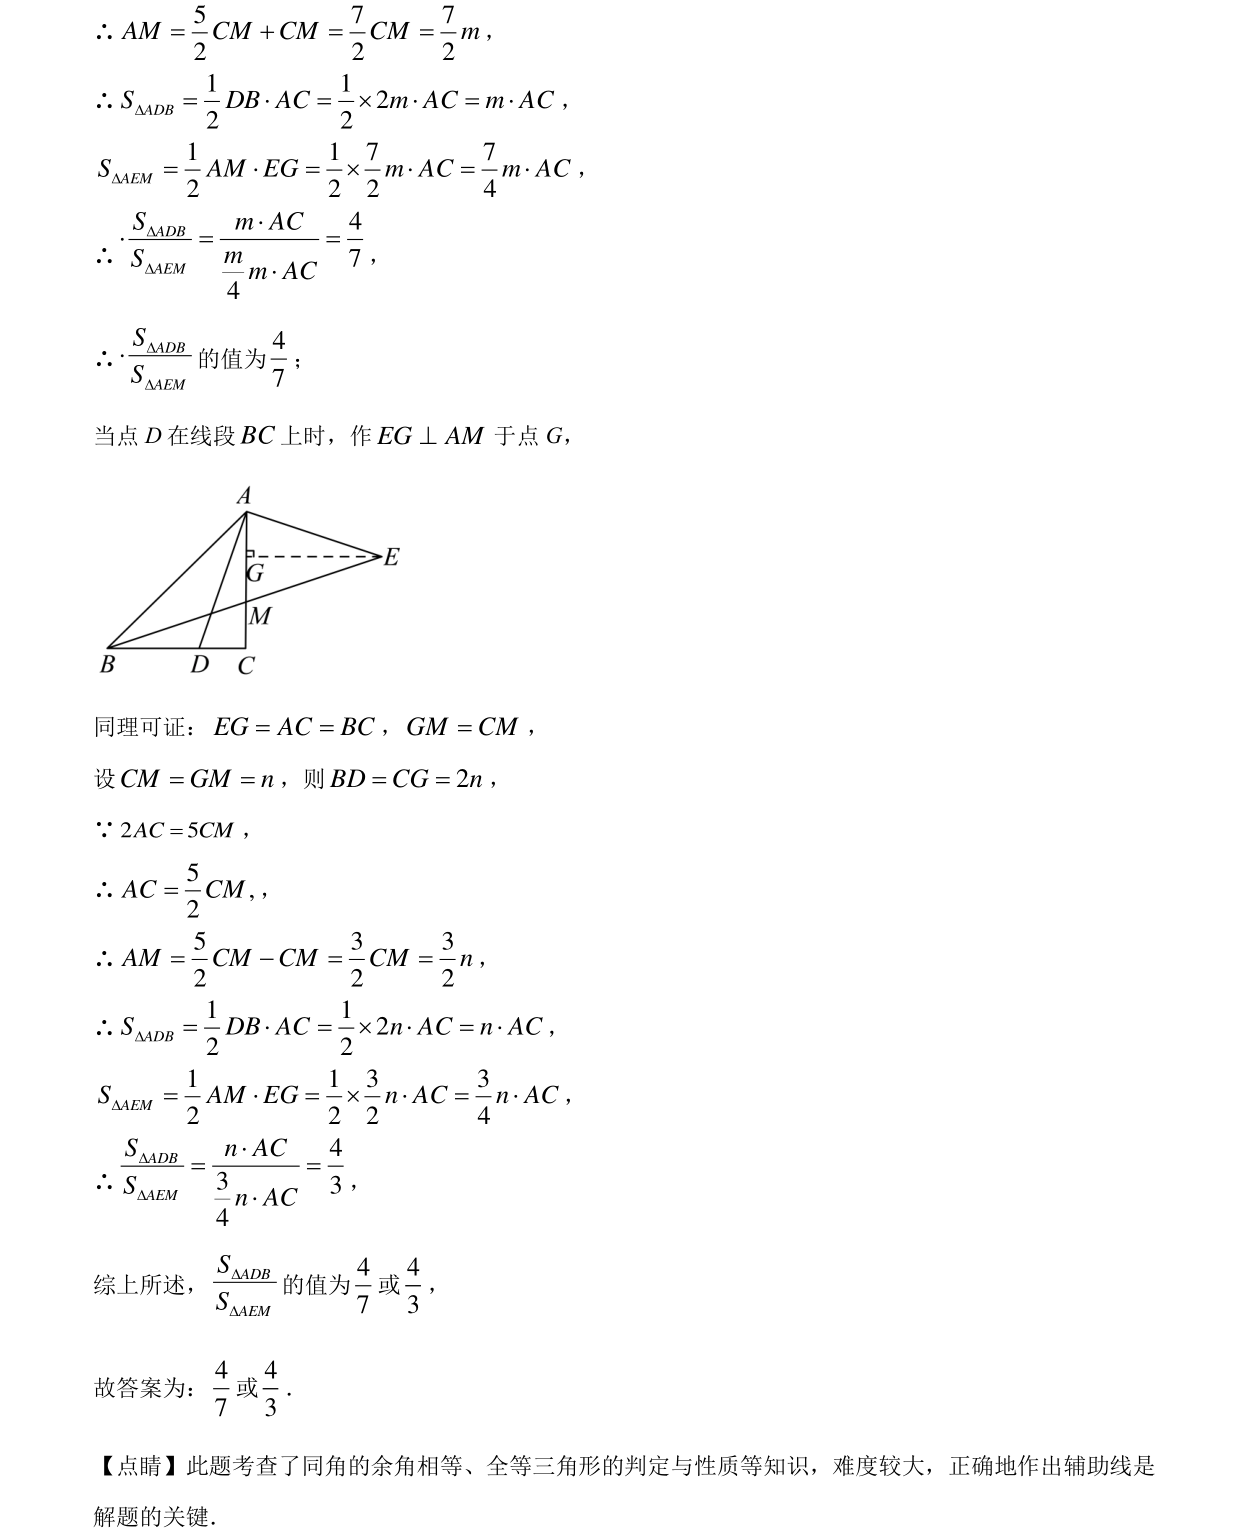 ∴ AM = 5/2 CM + CM = 7/2 CM = 7/2 m，
∴ S△ADB = 1/2 DB · AC = 1/2 × 2m · AC = m · AC，
S△AEM = 1/2 AM · EG = 1/2 × 7/2 m · AC = 7/4 m · AC，
∴ · S△ADB/S△AEM = (m · AC)/(m/4 m · AC) = 4/7，
∴ · S△ADB/S△AEM 的值为 4/7；
当点 D 在线段 BC 上时，作 EG ⊥ AM 于点 G，
A
E
G
M
B D C
同理可证：EG = AC = BC，GM = CM，
设 CM = GM = n，则 BD = CG = 2n，
∵ 2AC = 5CM，
∴ AC = 5/2 CM,，
∴ AM = 5/2 CM − CM = 3/2 CM = 3/2 n，
∴ S△ADB = 1/2 DB · AC = 1/2 × 2n · AC = n · AC，
S△AEM = 1/2 AM · EG = 1/2 × 3/2 n · AC = 3/4 n · AC，
∴ S△ADB/S△AEM = (n · AC)/(3/4 n · AC) = 4/3，
综上所述，S△ADB/S△AEM 的值为 4/7 或 4/3，
故答案为：4/7 或 4/3．
【点睛】此题考查了同角的余角相等、全等三角形的判定与性质等知识，难度较大，正确地作出辅助线是
解题的关键．